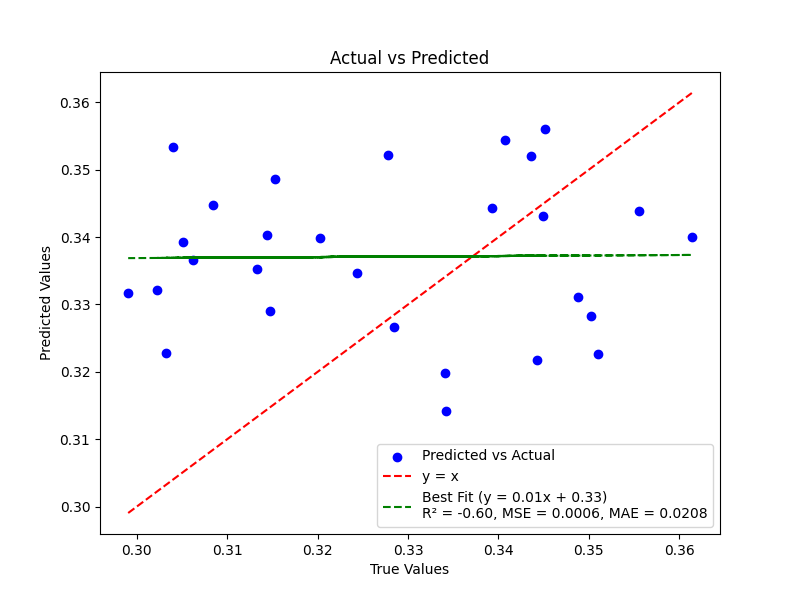 Actual vs Predicted
0.36
0.35
0.34
0.33
0.32
0.31
0.30
Predicted Values
0.30 0.31 0.32 0.33 0.34 0.35 0.36
True Values
Predicted vs Actual
y = x
Best Fit (y = 0.01x + 0.33)
R² = -0.60, MSE = 0.0006, MAE = 0.0208